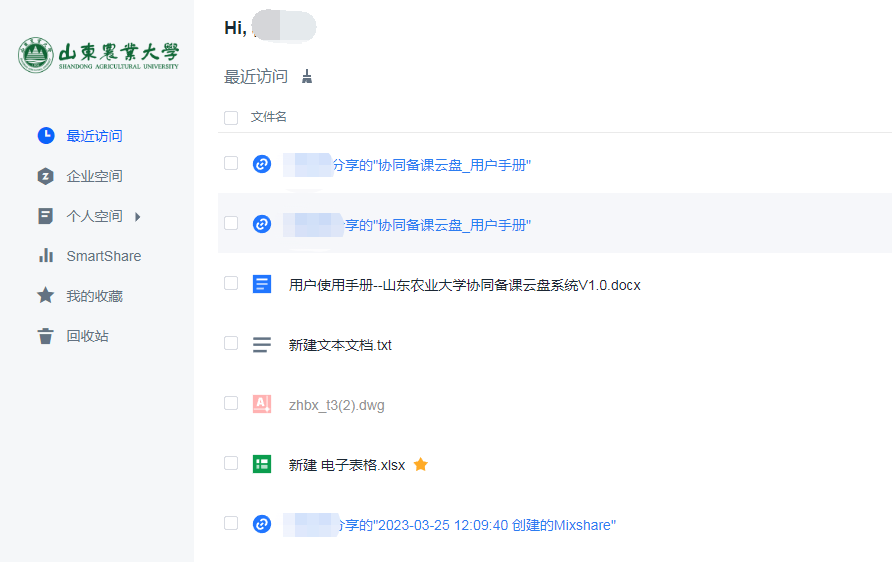 Hi,
山東農業大學
SHANDONG AGRICULTURAL UNIVERSITY
最近访问
文件名
最近访问
分享的"协同备课云盘_用户手册"
企业空间
个人空间
享的"协同备课云盘_用户手册"
SmartShare
用户使用手册--山东农业大学协同备课云盘系统V1.0.docx
我的收藏
回收站
新建文本文档.txt
zhbx_t3(2).dwg
新建 电子表格.xlsx
分享的"2023-03-25 12:09:40 创建的Mixshare"